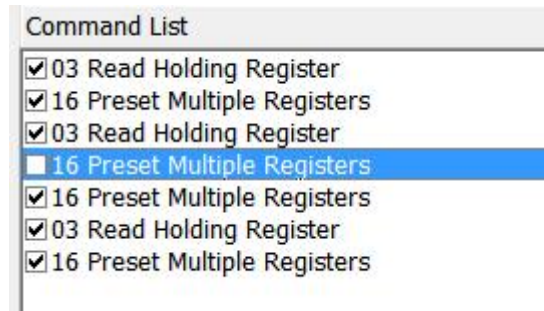 Command List
03 Read Holding Register
16 Preset Multiple Registers
03 Read Holding Register
16 Preset Multiple Registers
16 Preset Multiple Registers
03 Read Holding Register
16 Preset Multiple Registers